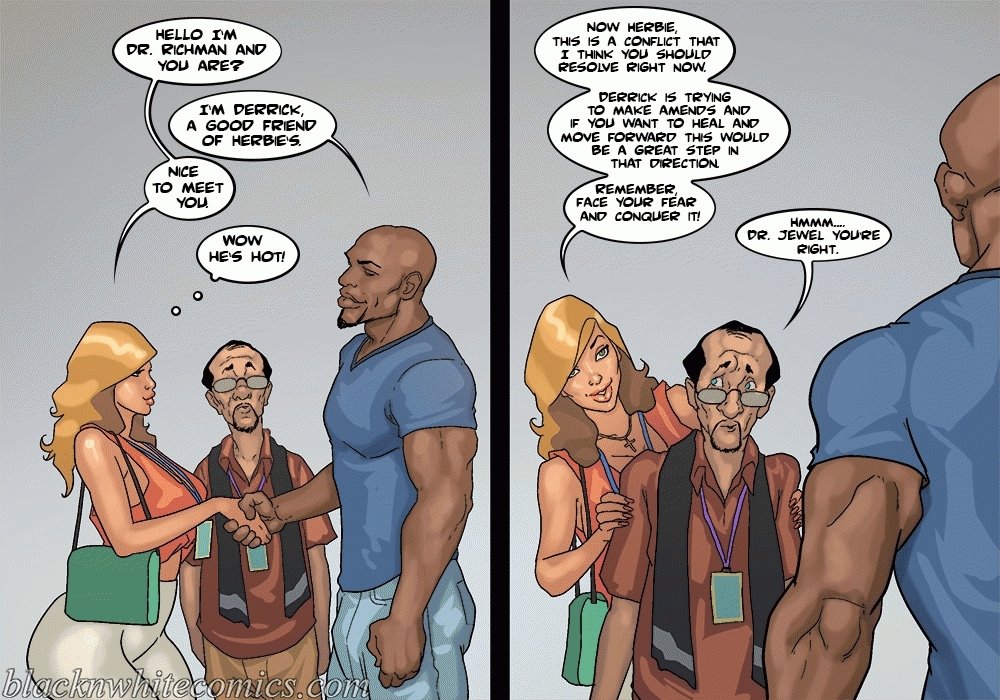 HELLO I'M
DR. RICHMAN AND
YOU ARE?
I'M DERRICK,
A GOOD FRIEND
OF HERBIE'S.
NICE
TO MEET
YOU.
WOW
HE'S HOT!
NOW HERBIE,
THIS IS A CONFLICT THAT
I THINK YOU SHOULD
RESOLVE RIGHT NOW.
DERRICK IS TRYING
TO MAKE AMENDS AND
IF YOU WANT TO HEAL AND
MOVE FORWARD THIS WOULD
BE A GREAT STEP IN
THAT DIRECTION.
REMEMBER,
FACE YOUR FEAR
AND CONQUER IT!
HMMM....
DR. JEWEL YOU'RE
RIGHT.
blacknwhitecomics.com